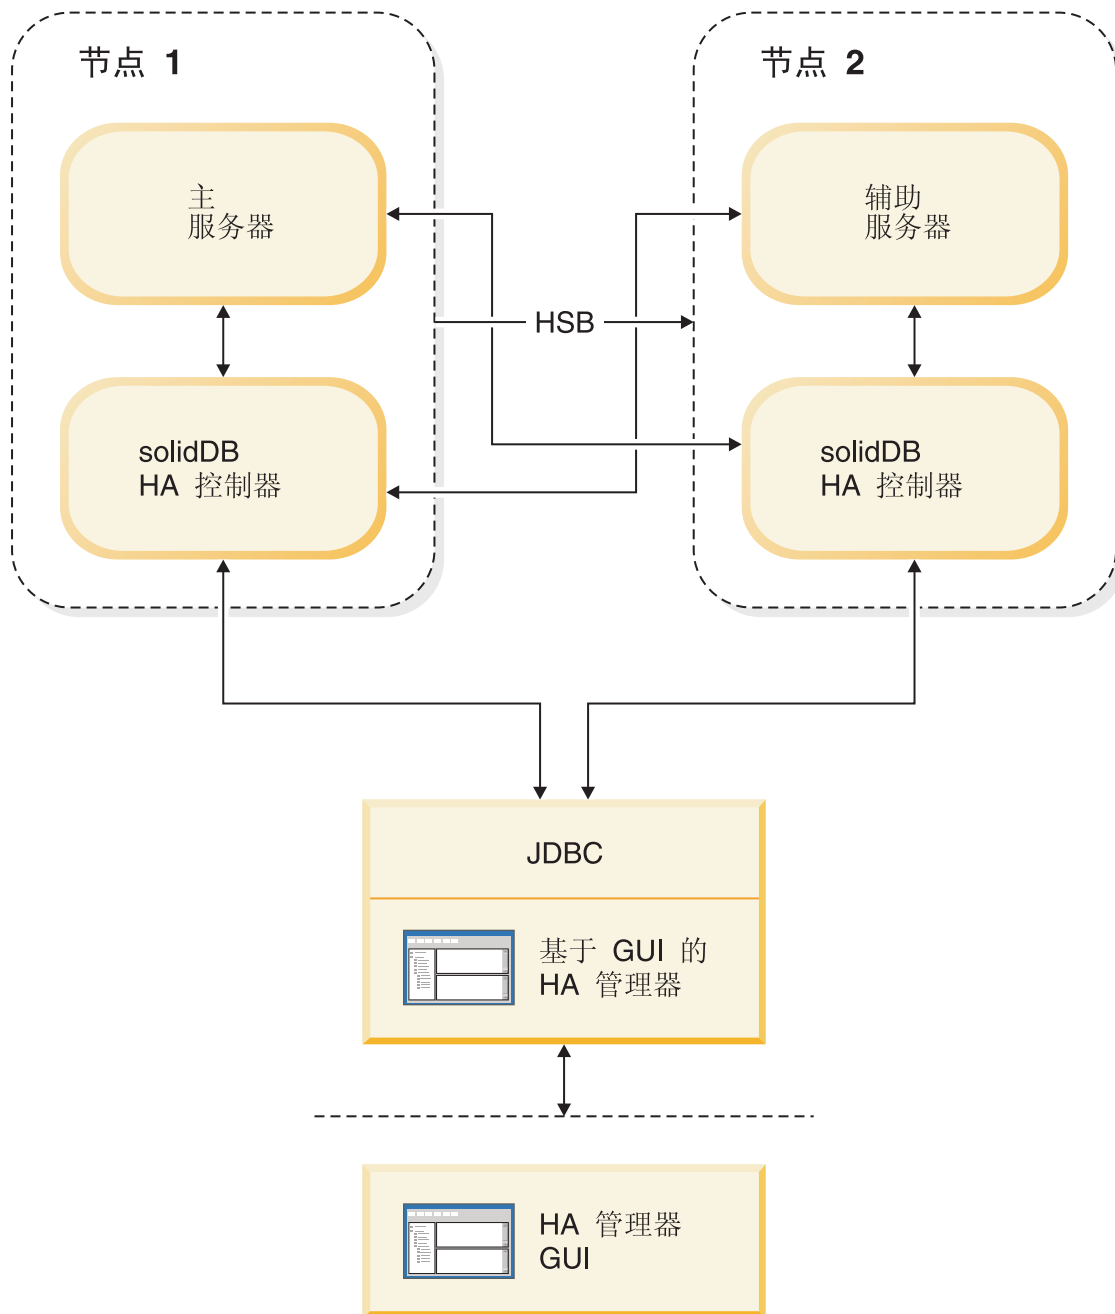 节点 1
节点 2
主
服务器
辅助
服务器
HSB
solidDB
HA 控制器
solidDB
HA 控制器
JDBC
基于 GUI 的
HA 管理器
HA 管理器
GUI